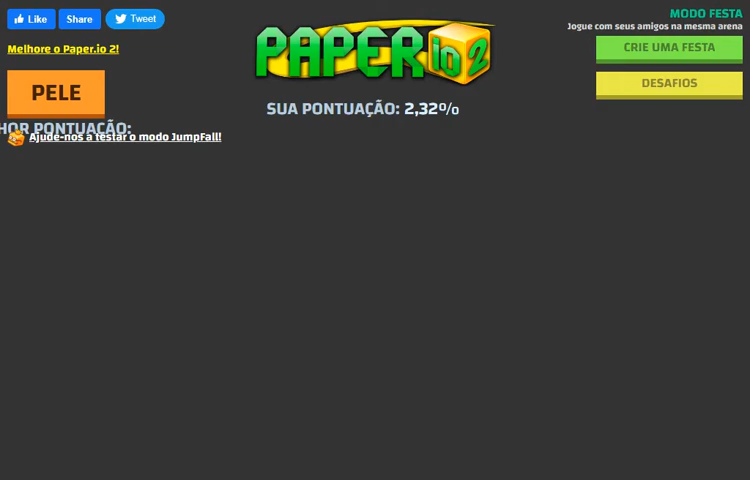 Like Share Tweet
Melhore o Paper.io 2!
PELE
HOR PONTUAÇÃO:
Ajude-nos a testar o modo JumpFall!
PAPER io 2
SUA PONTUAÇÃO: 2,32%
MODO FESTA
Jogue com seus amigos na mesma arena
CRIE UMA FESTA
DESAFIOS